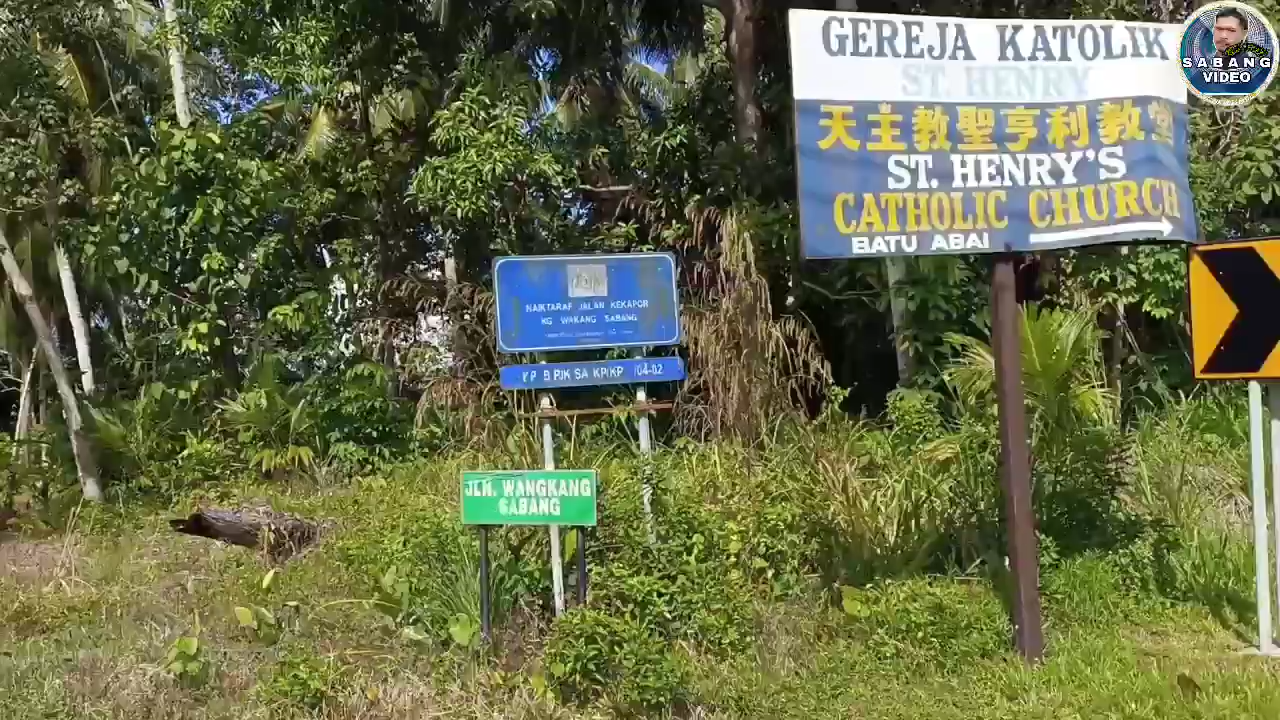 GEREJA KATOLIK
ST. HENRY
天主教聖亨利教堂
ST. HENRY'S
CATHOLIC CHURCH
BATU ABAI
NAIKTARAF JALAN KEKAPOR
KG WAKANG SABANG
JLN. WANGKANG
SABANG
SABANG
VIDEO